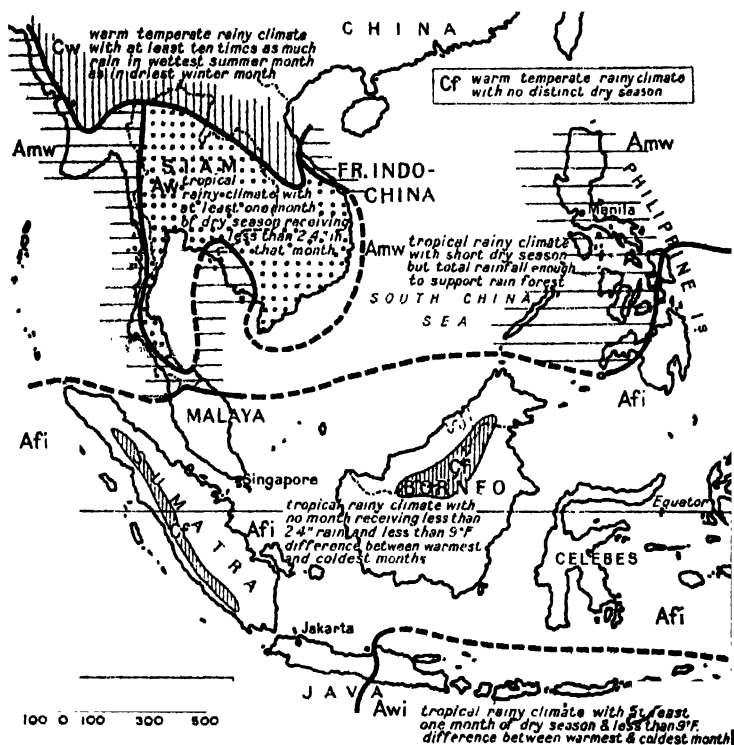 CHINA
Cw
warm temperate rainy climate
with at least ten times as much
rain in wettest summer month
as in driest winter month
Cf warm temperate rainy climate
with no distinct dry season
Amw
Amw
SIAM
FR. INDO-
CHINA
Aw
tropical
rainy climate with
at least one month
of dry season receiving
less than 2·4" in
that month
Manila
PHILIPPINE Is
Amw
tropical rainy climate
with short dry season
but total rainfall enough
to support rain forest
SOUTH CHINA
SEA
Afi
MALAYA
Afi
Singapore
SUMATRA
Cf
Cf
BORNEO
Equator
Afi
tropical rainy climate with
no month receiving less than
2·4" rain and less than 9°F
difference between warmest
and coldest months
CELEBES
Afi
Jakarta
JAVA
Awi
tropical rainy climate with at least
one month of dry season & less than 9°F.
difference between warmest & coldest month
100 0 100 300 500